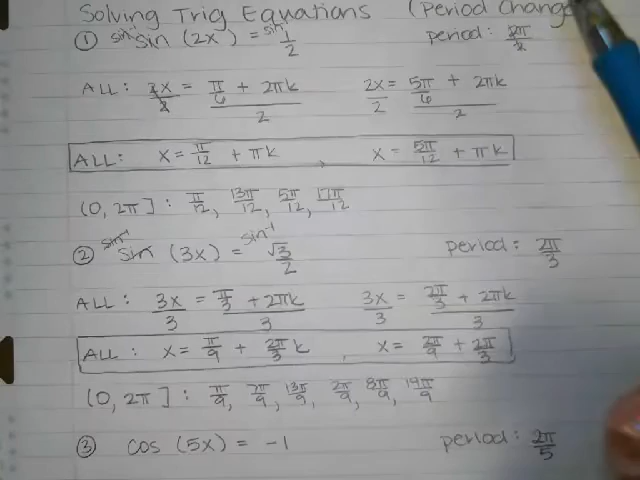 Solving Trig Equations (Period Change
① sin⁻¹ sin (2x) = sin⁻¹ 1/2 period: 2π/2
ALL: 2x/2 = π/6 + 2πk / 2 2x/2 = 5π/6 + 2πk / 2
ALL: x = π/12 + πk , x = 5π/12 + πk
(0, 2π] : π/12, 13π/12, 5π/12, 17π/12
② sin⁻¹ sin (3x) = sin⁻¹ √3/2 period: 2π/3
ALL: 3x/3 = π/3 + 2πk / 3 3x/3 = 2π/3 + 2πk / 3
ALL: x = π/9 + 2π/3 k , x = 2π/9 + 2π/3
(0, 2π] : π/9, 7π/9, 13π/9, 2π/9, 8π/9, 14π/9
③ cos (5x) = -1 period: 2π/5